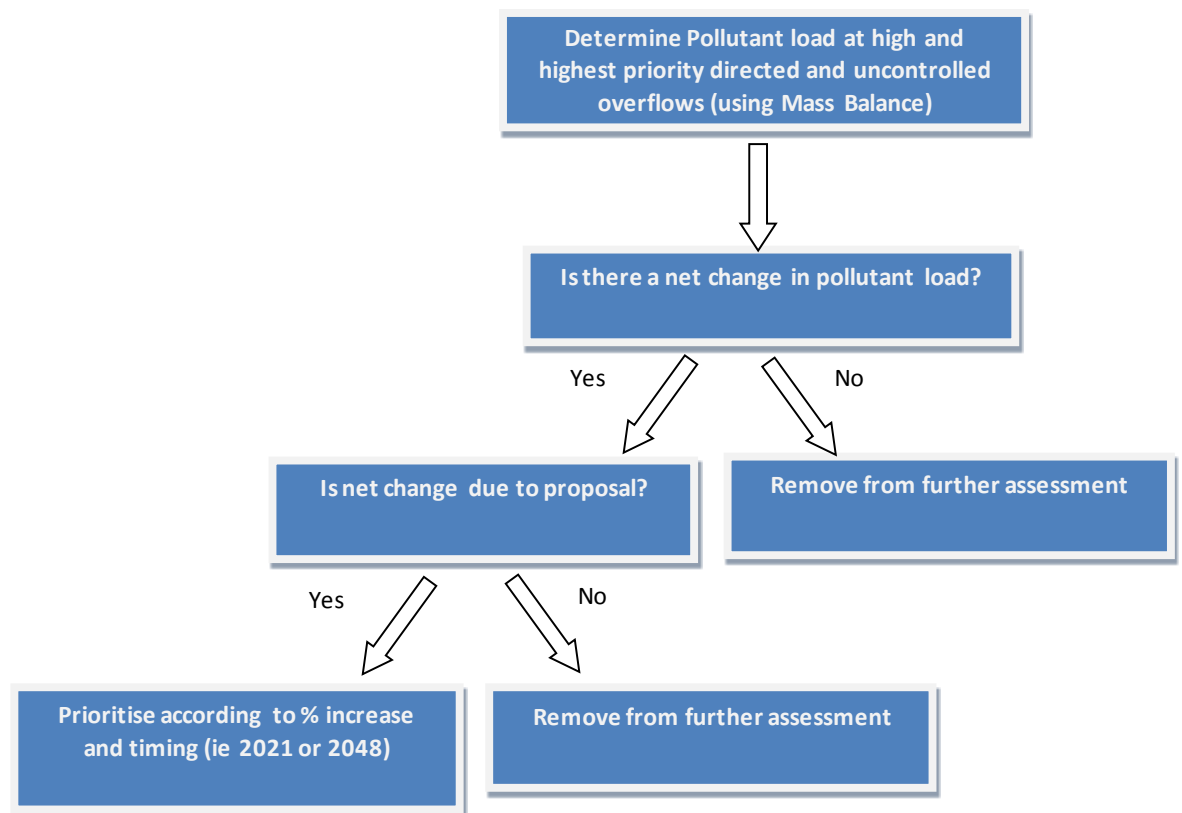 Determine Pollutant load at high and
highest priority directed and uncontrolled
overflows (using Mass Balance)
Is there a net change in pollutant load?
Yes
No
Is net change due to proposal?
Remove from further assessment
Yes
No
Prioritise according to % increase
and timing (ie 2021 or 2048)
Remove from further assessment